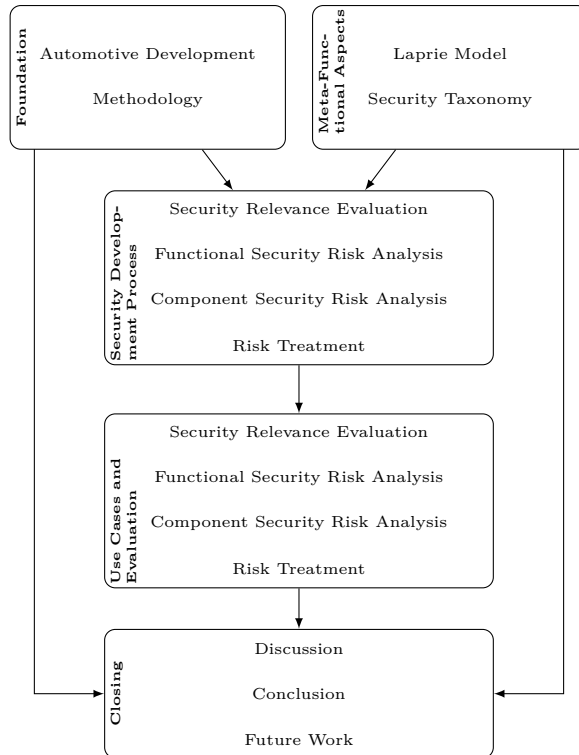 Foundation
Automotive Development
Methodology
Meta-Func-
tional Aspects
Laprie Model
Security Taxonomy
Security Develop-
ment Process
Security Relevance Evaluation
Functional Security Risk Analysis
Component Security Risk Analysis
Risk Treatment
Use Cases and
Evaluation
Security Relevance Evaluation
Functional Security Risk Analysis
Component Security Risk Analysis
Risk Treatment
Closing
Discussion
Conclusion
Future Work